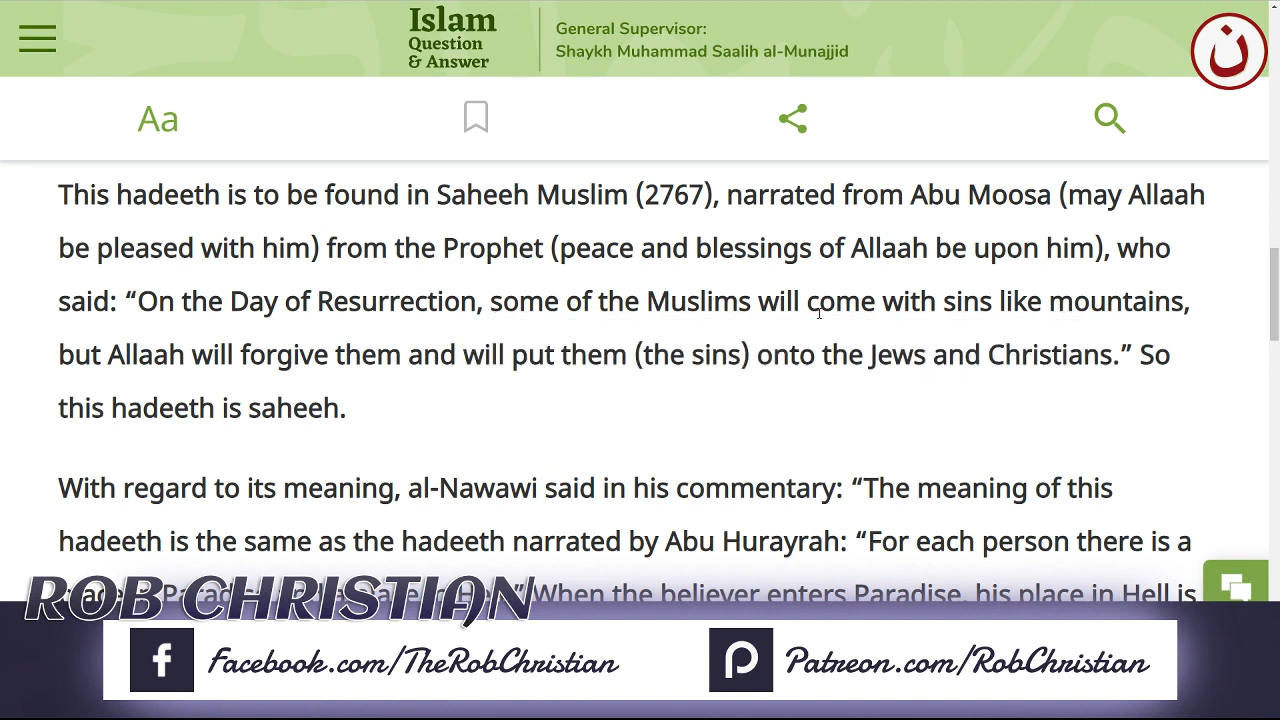 Islam
Question
& Answer
General Supervisor:
Shaykh Muhammad Saalih al-Munajjid
ن
Aa
This hadeeth is to be found in Saheeh Muslim (2767), narrated from Abu Moosa (may Allaah
be pleased with him) from the Prophet (peace and blessings of Allaah be upon him), who
said: “On the Day of Resurrection, some of the Muslims will come with sins like mountains,
but Allaah will forgive them and will put them (the sins) onto the Jews and Christians.” So
this hadeeth is saheeh.
With regard to its meaning, al-Nawawi said in his commentary: “The meaning of this
hadeeth is the same as the hadeeth narrated by Abu Hurayrah: “For each person there is a
When the believer enters Paradise, his place in Hell is
ROB CHRISTIAN
Facebook.com/TheRobChristian
Patreon.com/RobChristian